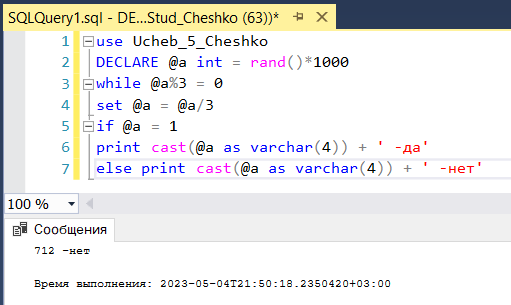 SQLQuery1.sql - DE...Stud_Cheshko (63))*
1 use Ucheb_5_Cheshko
2 DECLARE @a int = rand()*1000
3 while @a%3 = 0
4 set @a = @a/3
5 if @a = 1
6 print cast(@a as varchar(4)) + ' -да'
7 else print cast(@a as varchar(4)) + ' -нет'
100 %
Сообщения
712 -нет
Время выполнения: 2023-05-04T21:50:18.2350420+03:00